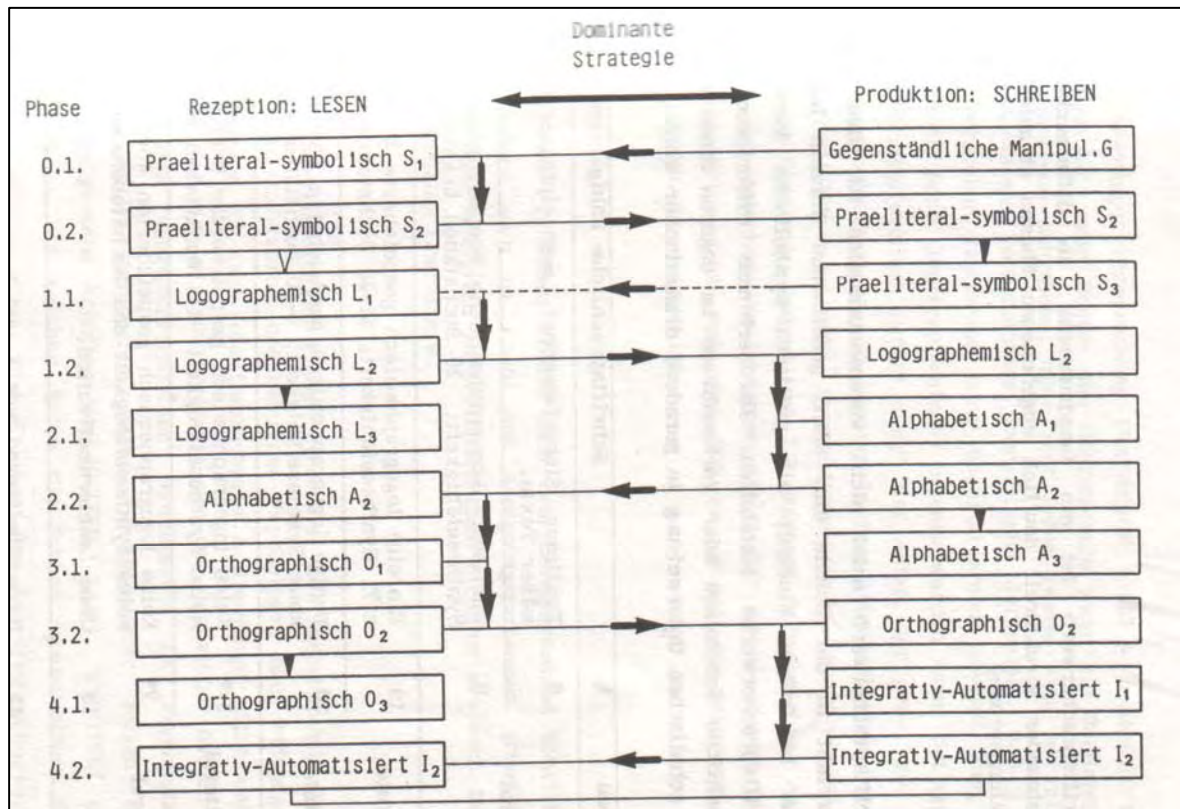 Dominante
Strategie
Phase Rezeption: LESEN Produktion: SCHREIBEN
0.1. Praeliteral-symbolisch S₁ Gegenständliche Manipul.G
0.2. Praeliteral-symbolisch S₂ Praeliteral-symbolisch S₂
1.1. Logographemisch L₁ Praeliteral-symbolisch S₃
1.2. Logographemisch L₂ Logographemisch L₂
2.1. Logographemisch L₃ Alphabetisch A₁
2.2. Alphabetisch A₂ Alphabetisch A₂
3.1. Orthographisch O₁ Alphabetisch A₃
3.2. Orthographisch O₂ Orthographisch O₂
4.1. Orthographisch O₃ Integrativ-Automatisiert I₁
4.2. Integrativ-Automatisiert I₂ Integrativ-Automatisiert I₂